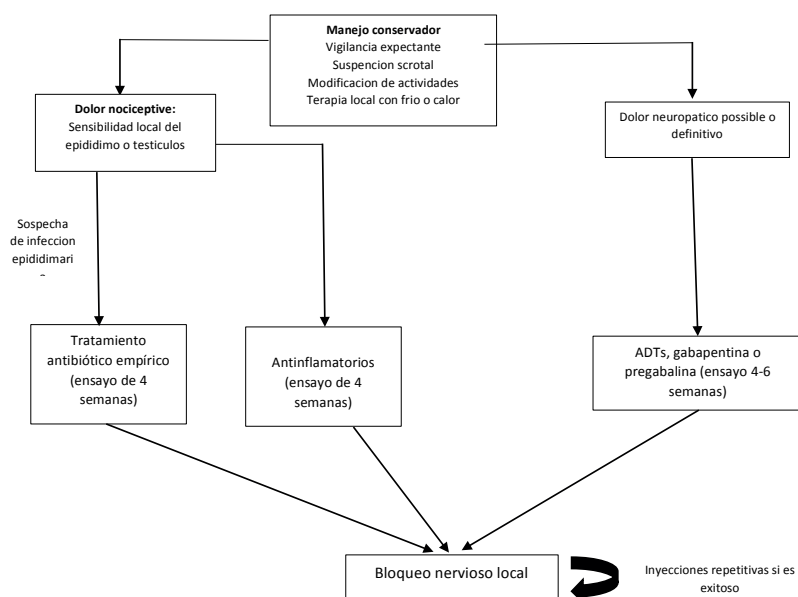 Manejo conservador
Vigilancia expectante
Suspencion scrotal
Modificacion de actividades
Terapia local con frio o calor
Dolor nociceptive:
Sensibilidad local del
epididimo o testiculos
Dolor neuropatico possible o
definitivo
Sospecha
de infeccion
epididimari
Tratamiento
antibiótico empírico
(ensayo de 4
semanas)
Antinflamatorios
(ensayo de 4
semanas)
ADTs, gabapentina o
pregabalina (ensayo 4-6
semanas)
Bloqueo nervioso local
Inyecciones repetitivas si es
exitoso